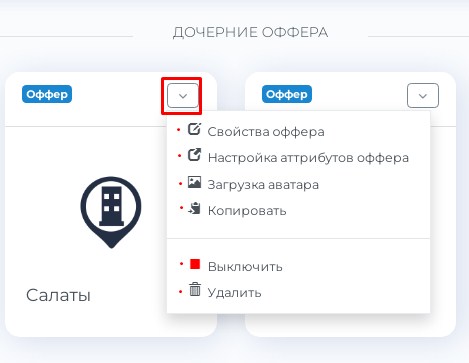 ДОЧЕРНИЕ ОФФЕРА
Оффер
Оффер
Свойства оффера
Настройка аттрибутов оффера
Загрузка аватара
Копировать
Выключить
Удалить
Салаты